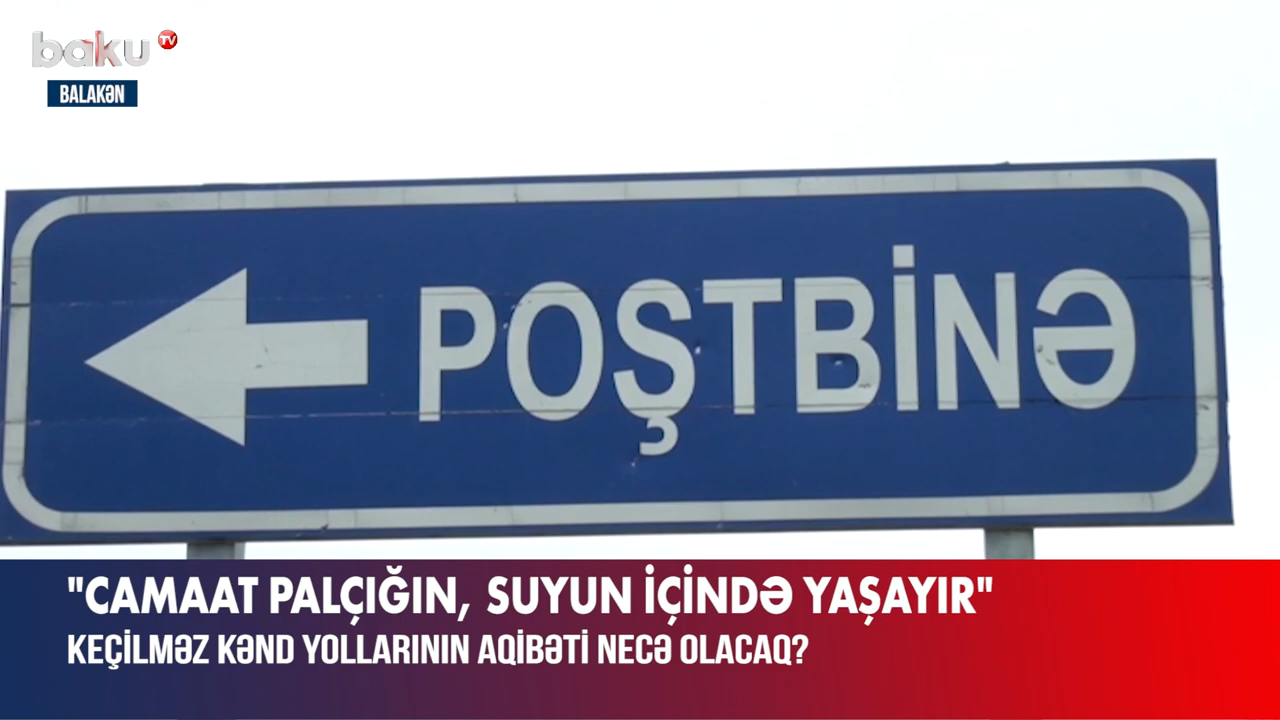 baku TV
BALAKƏN
POŞTBİNƏ
"CAMAAT PALÇIĞIN, SUYUN İÇİNDƏ YAŞAYIR"
KEÇİLMƏZ KƏND YOLLARININ AQİBƏTİ NECƏ OLACAQ?